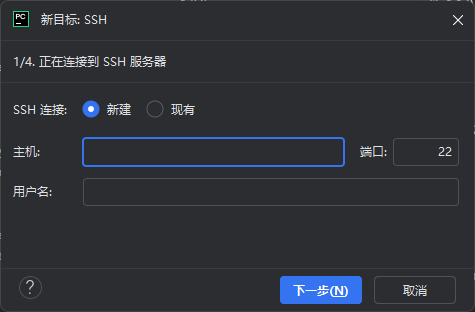 PC 新目标: SSH
1/4. 正在连接到 SSH 服务器
SSH 连接: 新建 现有
主机: 端口: 22
用户名:
? 下一步(N) 取消